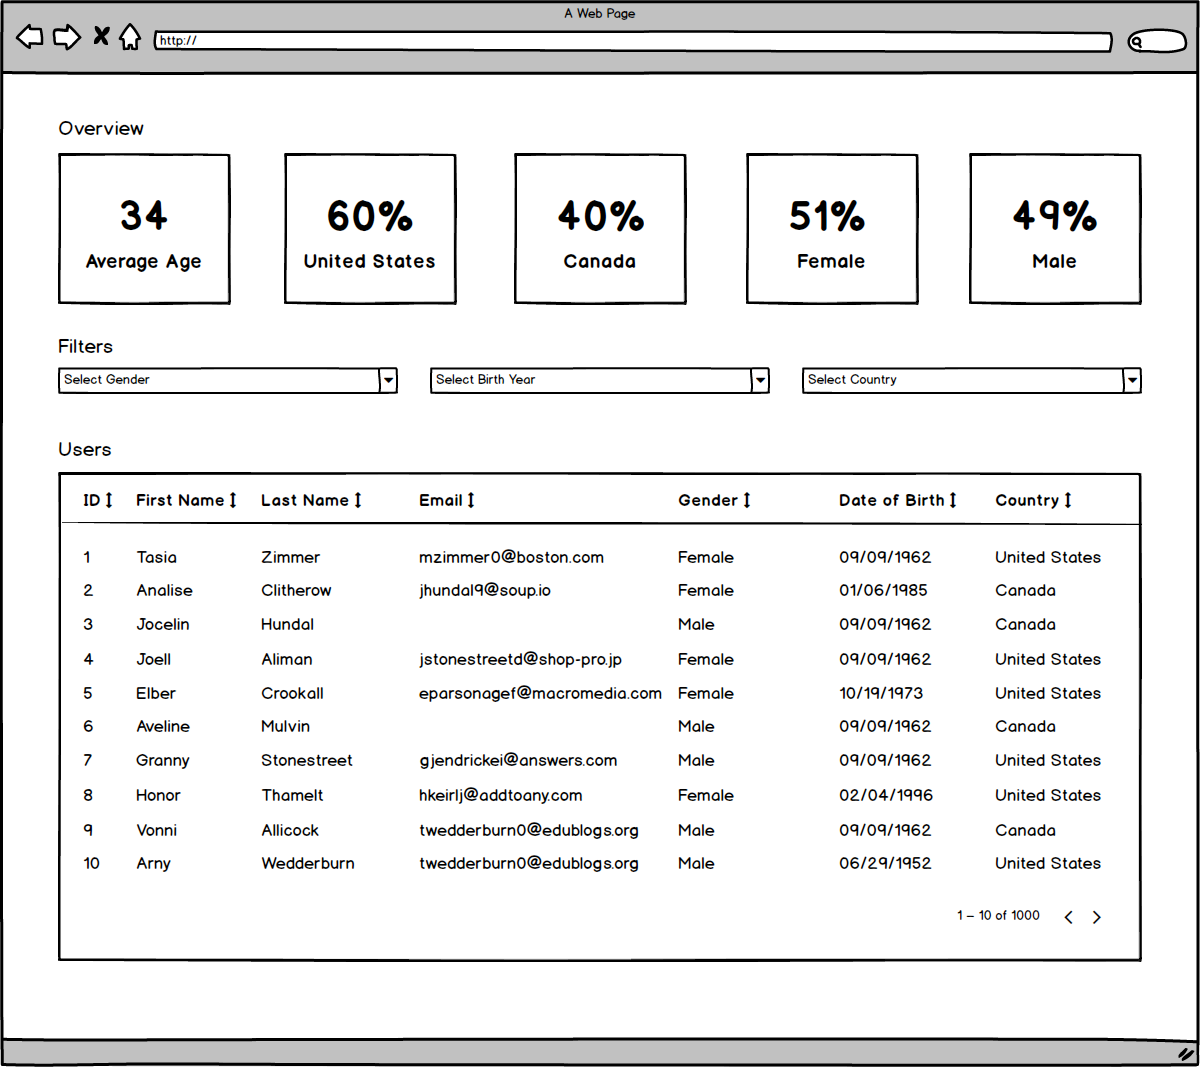 A Web Page
http://
Overview
34 60% 40% 51% 49%
Average Age United States Canada Female Male
Filters
Select Gender Select Birth Year Select Country
Users
ID First Name Last Name Email Gender Date of Birth Country
1 Tasia Zimmer mzimmer0@boston.com Female 09/09/1962 United States
2 Analise Clitherow jhundal9@soup.io Female 01/06/1985 Canada
3 Jocelin Hundal Male 09/09/1962 Canada
4 Joell Aliman jstonestreetd@shop-pro.jp Female 09/09/1962 United States
5 Elber Crookall eparsonagef@macromedia.com Female 10/19/1973 United States
6 Aveline Mulvin Male 09/09/1962 Canada
7 Granny Stonestreet gjendrickei@answers.com Male 09/09/1962 United States
8 Honor Thamelt hkeirlj@addtoany.com Female 02/04/1996 United States
9 Vonni Allicock twedderburn0@edublogs.org Male 09/09/1962 Canada
10 Arny Wedderburn twedderburn0@edublogs.org Male 06/29/1952 United States
1 – 10 of 1000